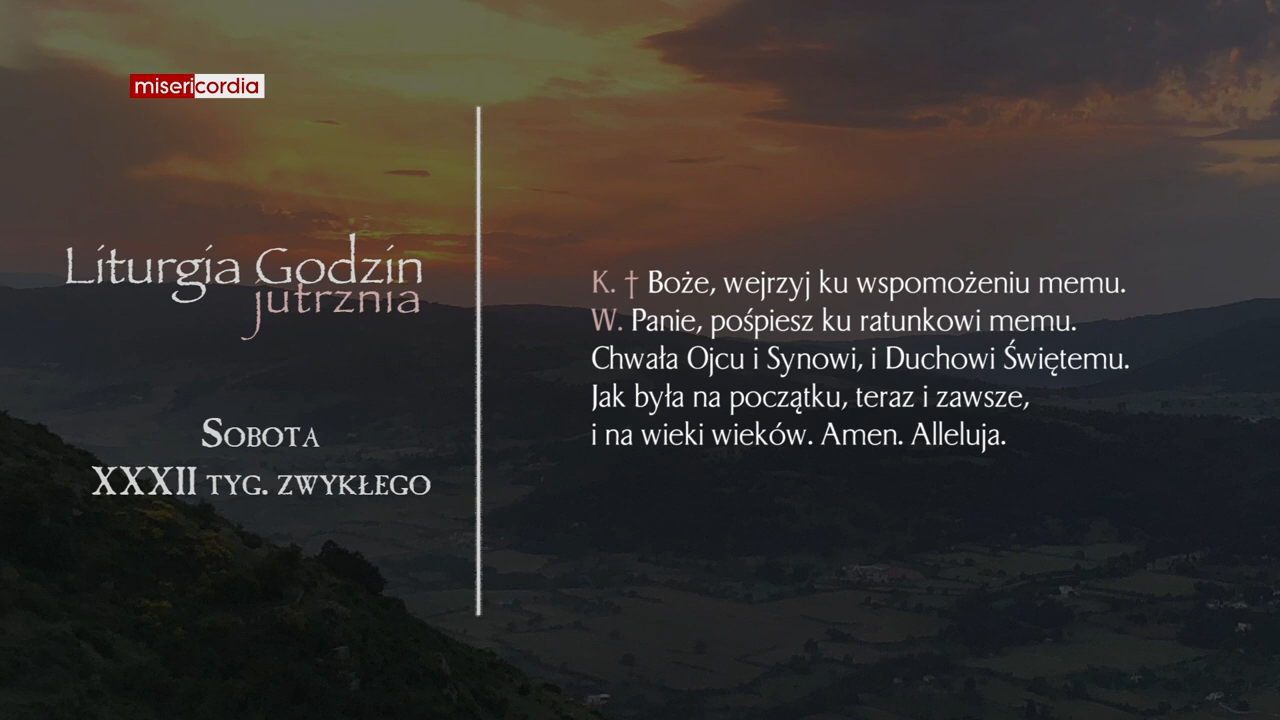 misericordia
Liturgia Godzin
jutrznia
Sobota
XXXII tyg. zwykłego
K. † Boże, wejrzyj ku wspomożeniu memu.
W. Panie, pośpiesz ku ratunkowi memu.
Chwała Ojcu i Synowi, i Duchowi Świętemu.
Jak była na początku, teraz i zawsze,
i na wieki wieków. Amen. Alleluja.